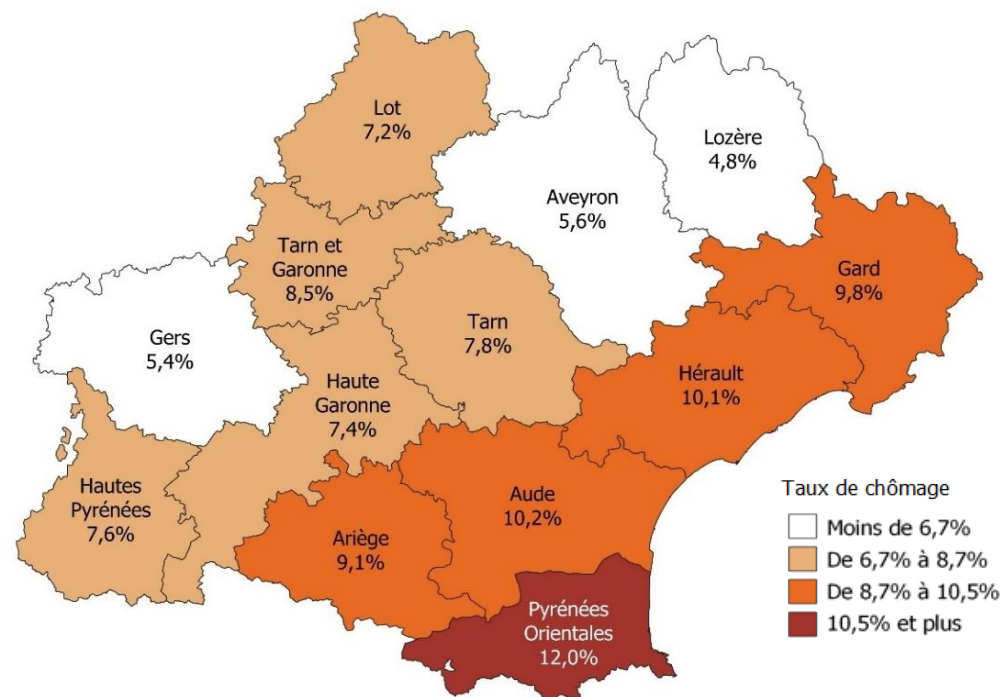 Lot
7,2%
Lozère
4,8%
Aveyron
5,6%
Tarn et
Garonne
8,5%
Gard
9,8%
Gers
5,4%
Tarn
7,8%
Haute
Garonne
7,4%
Hérault
10,1%
Hautes
Pyrénées
7,6%
Ariège
9,1%
Aude
10,2%
Pyrénées
Orientales
12,0%
Taux de chômage
Moins de 6,7%
De 6,7% à 8,7%
De 8,7% à 10,5%
10,5% et plus